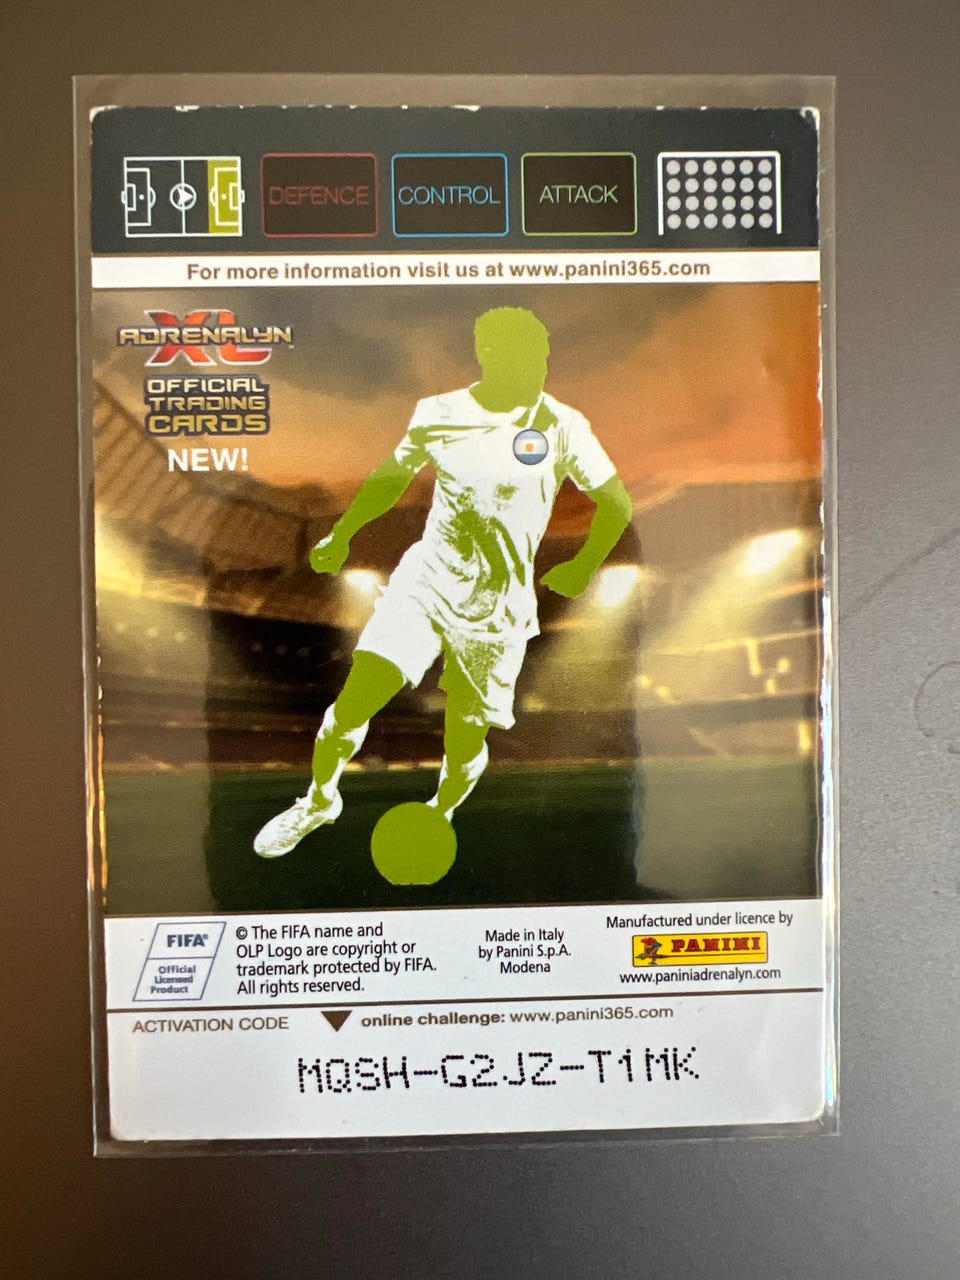 DEFENCE CONTROL ATTACK
For more information visit us at www.panini365.com
ADRENALYN
XL
OFFICIAL
TRADING
CARDS
NEW!
FIFA®
Official
Licensed
Product
© The FIFA name and
OLP Logo are copyright or
trademark protected by FIFA.
All rights reserved.
Made in Italy
by Panini S.p.A.
Modena
Manufactured under licence by
PANINI
www.paniniadrenalyn.com
ACTIVATION CODE online challenge: www.panini365.com
MQSH-G2JZ-T1MK